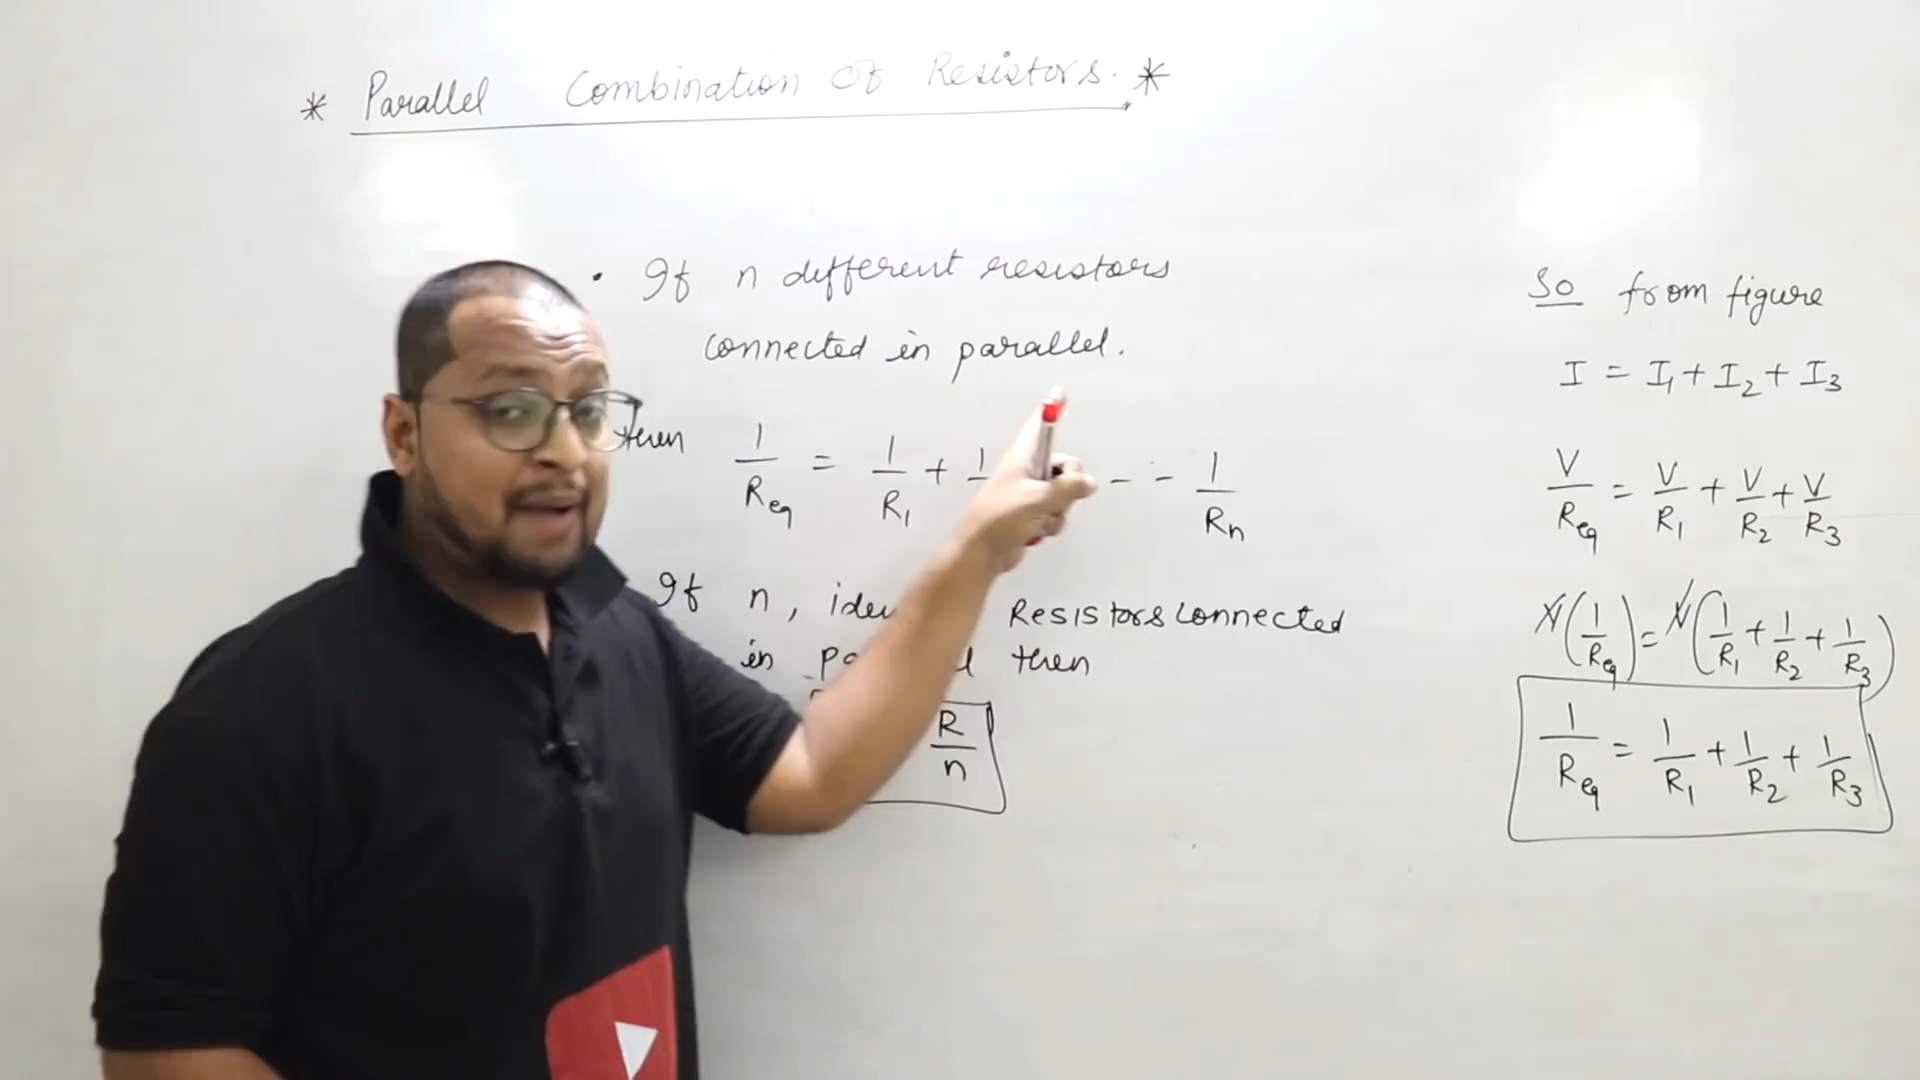 * Parallel Combination Of Resistors. *
• If n different resistors
connected in parallel.
then 1/Req = 1/R1 + 1 - - 1/Rn
If n, Resistors connected
in then
R/n
So from figure
I = I1 + I2 + I3
V/Req = V/R1 + V/R2 + V/R3
V(1/Req) = V(1/R1 + 1/R2 + 1/R3)
1/Req = 1/R1 + 1/R2 + 1/R3